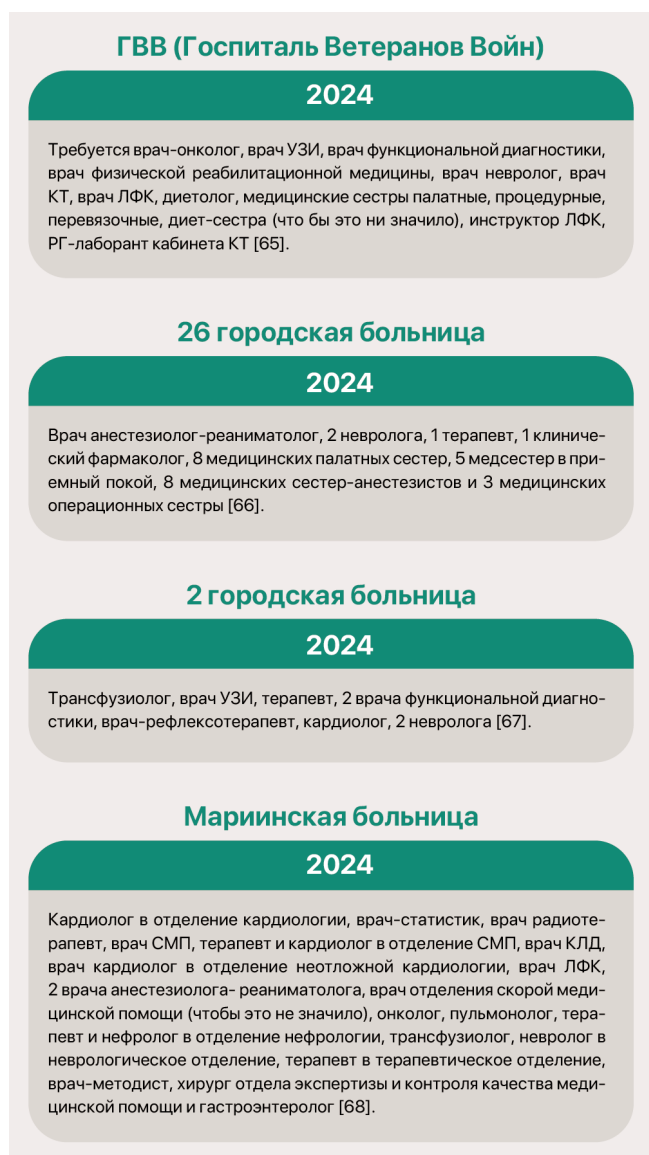 ГВВ (Госпиталь Ветеранов Войн)
2024
Требуется врач-онколог, врач УЗИ, врач функциональной диагностики,
врач физической реабилитационной медицины, врач невролог, врач
КТ, врач ЛФК, диетолог, медицинские сестры палатные, процедурные,
перевязочные, диет-сестра (что бы это ни значило), инструктор ЛФК,
РГ-лаборант кабинета КТ [65].
26 городская больница
2024
Врач анестезиолог-реаниматолог, 2 невролога, 1 терапевт, 1 клиниче-
ский фармаколог, 8 медицинских палатных сестер, 5 медсестер в при-
емный покой, 8 медицинских сестер-анестезистов и 3 медицинских
операционных сестры [66].
2 городская больница
2024
Трансфузиолог, врач УЗИ, терапевт, 2 врача функциональной диагно-
стики, врач-рефлексотерапевт, кардиолог, 2 невролога [67].
Мариинская больница
2024
Кардиолог в отделение кардиологии, врач-статистик, врач радиоте-
рапевт, врач СМП, терапевт и кардиолог в отделение СМП, врач КЛД,
врач кардиолог в отделение неотложной кардиологии, врач ЛФК,
2 врача анестезиолога- реаниматолога, врач отделения скорой меди-
цинской помощи (чтобы это не значило), онколог, пульмонолог, тера-
певт и нефролог в отделение нефрологии, трансфузиолог, невролог в
неврологическое отделение, терапевт в терапевтическое отделение,
врач-методист, хирург отдела экспертизы и контроля качества меди-
цинской помощи и гастроэнтеролог [68].